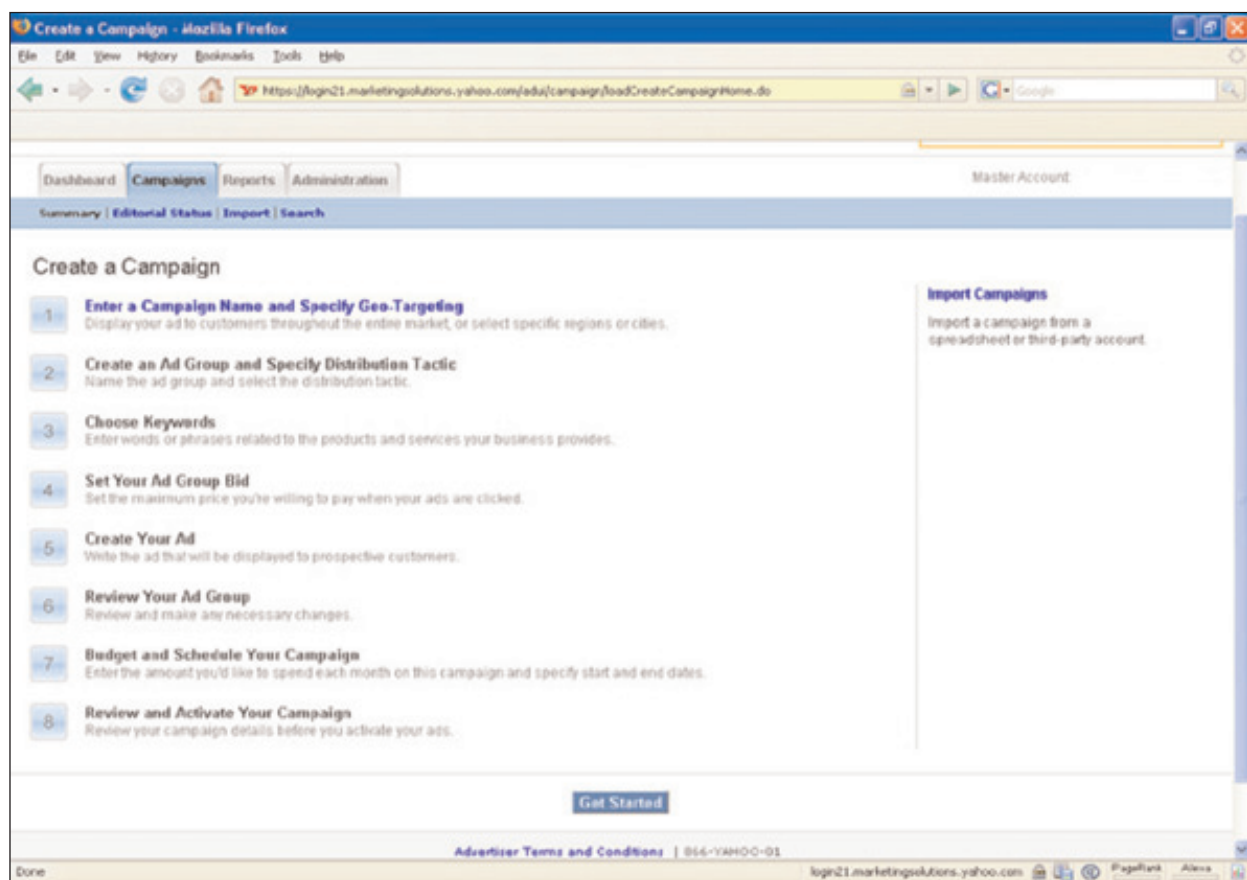 Create a Campaign - Mozilla Firefox
File Edit View History Bookmarks Tools Help
https://login21.marketingsolutions.yahoo.com/adui/campaign/loadCreateCampaignHome.do
Google
Dashboard Campaigns Reports Administration Master Account
Summary | Editorial Status | Import | Search
Create a Campaign
1 Enter a Campaign Name and Specify Geo-Targeting
Display your ad to customers throughout the entire market, or select specific regions or cities.
2 Create an Ad Group and Specify Distribution Tactic
Name the ad group and select the distribution tactic.
3 Choose Keywords
Enter words or phrases related to the products and services your business provides.
4 Set Your Ad Group Bid
Set the maximum price you're willing to pay when your ads are clicked.
5 Create Your Ad
Write the ad that will be displayed to prospective customers.
6 Review Your Ad Group
Review and make any necessary changes.
7 Budget and Schedule Your Campaign
Enter the amount you'd like to spend each month on this campaign and specify start and end dates.
8 Review and Activate Your Campaign
Review your campaign details before you activate your ads.
Import Campaigns
Import a campaign from a
spreadsheet or third-party account.
Get Started
Advertiser Terms and Conditions | 866-YAHOO-01
Done login21.marketingsolutions.yahoo.com PageRank Alexa